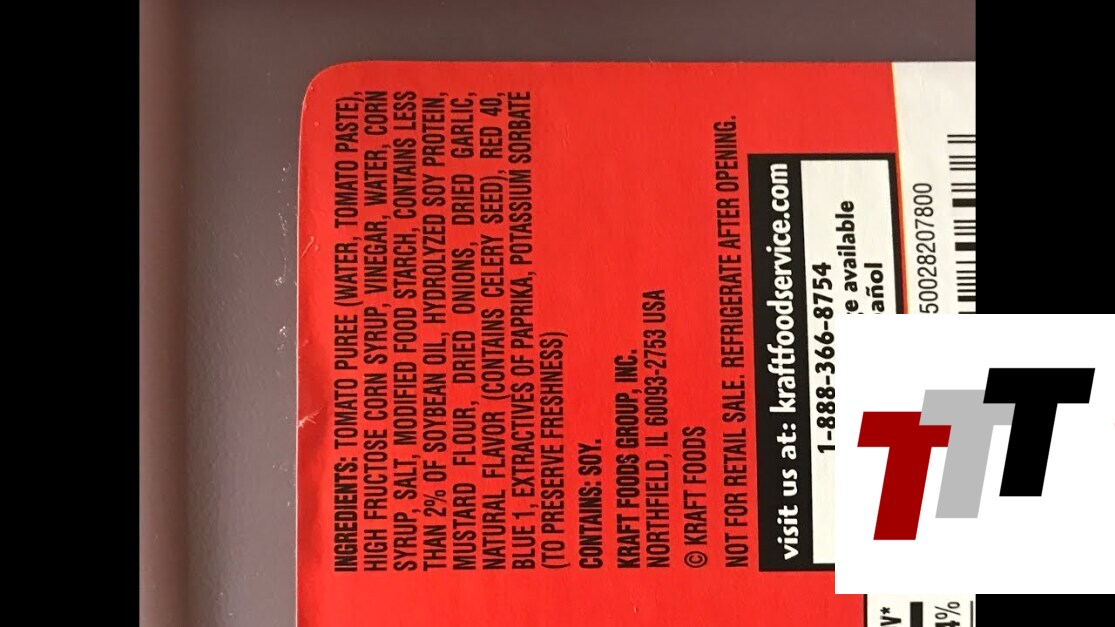 INGREDIENTS: TOMATO PUREE (WATER, TOMATO PASTE),
HIGH FRUCTOSE CORN SYRUP, VINEGAR, WATER, CORN
SYRUP, SALT, MODIFIED FOOD STARCH, CONTAINS LESS
THAN 2% OF SOYBEAN OIL, HYDROLYZED SOY PROTEIN,
MUSTARD FLOUR, DRIED ONIONS, DRIED GARLIC,
NATURAL FLAVOR (CONTAINS CELERY SEED), RED 40,
BLUE 1, EXTRACTIVES OF PAPRIKA, POTASSIUM SORBATE
(TO PRESERVE FRESHNESS)
CONTAINS: SOY.
KRAFT FOODS GROUP, INC.
NORTHFIELD, IL 60093-2753 USA
© KRAFT FOODS
NOT FOR RETAIL SALE. REFRIGERATE AFTER OPENING.
visit us at: kraftfoodservice.com
1-888-366-8754
e available
añol
50028207800
V*
4%
TTT